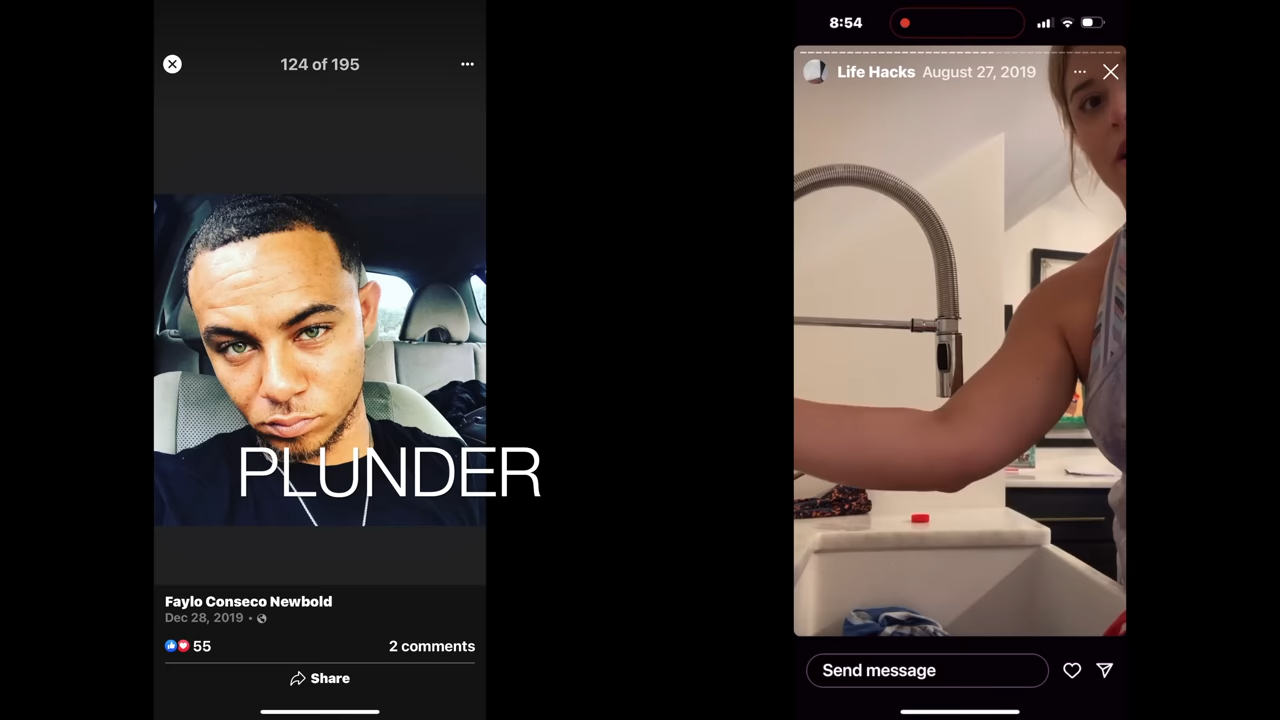 124 of 195
PLUNDER
Faylo Conseco Newbold
Dec 28, 2019
55
2 comments
Share
8:54
Life Hacks August 27, 2019
Send message